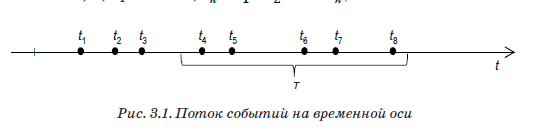 t1 t2 t3 t4 t5 t6 t7 t8
t
T
Рис. 3.1. Поток событий на временной оси